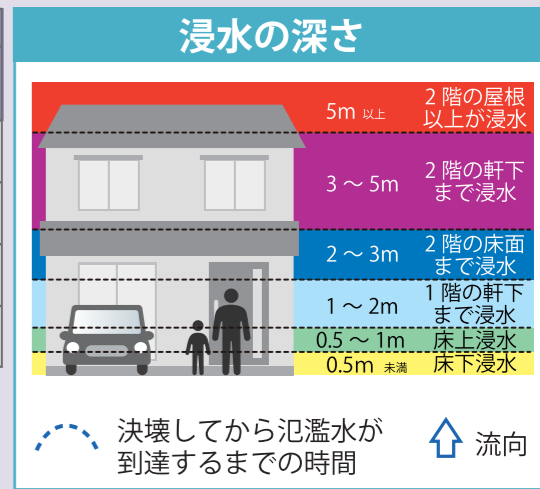 浸水の深さ
5m 以上
2 階の屋根
以上が浸水
3 ～ 5m
2 階の軒下
まで浸水
2 ～ 3m
2 階の床面
まで浸水
1 ～ 2m
1 階の軒下
まで浸水
0.5 ～ 1m
床上浸水
0.5m 未満
床下浸水
決壊してから氾濫水が
到達するまでの時間
流向